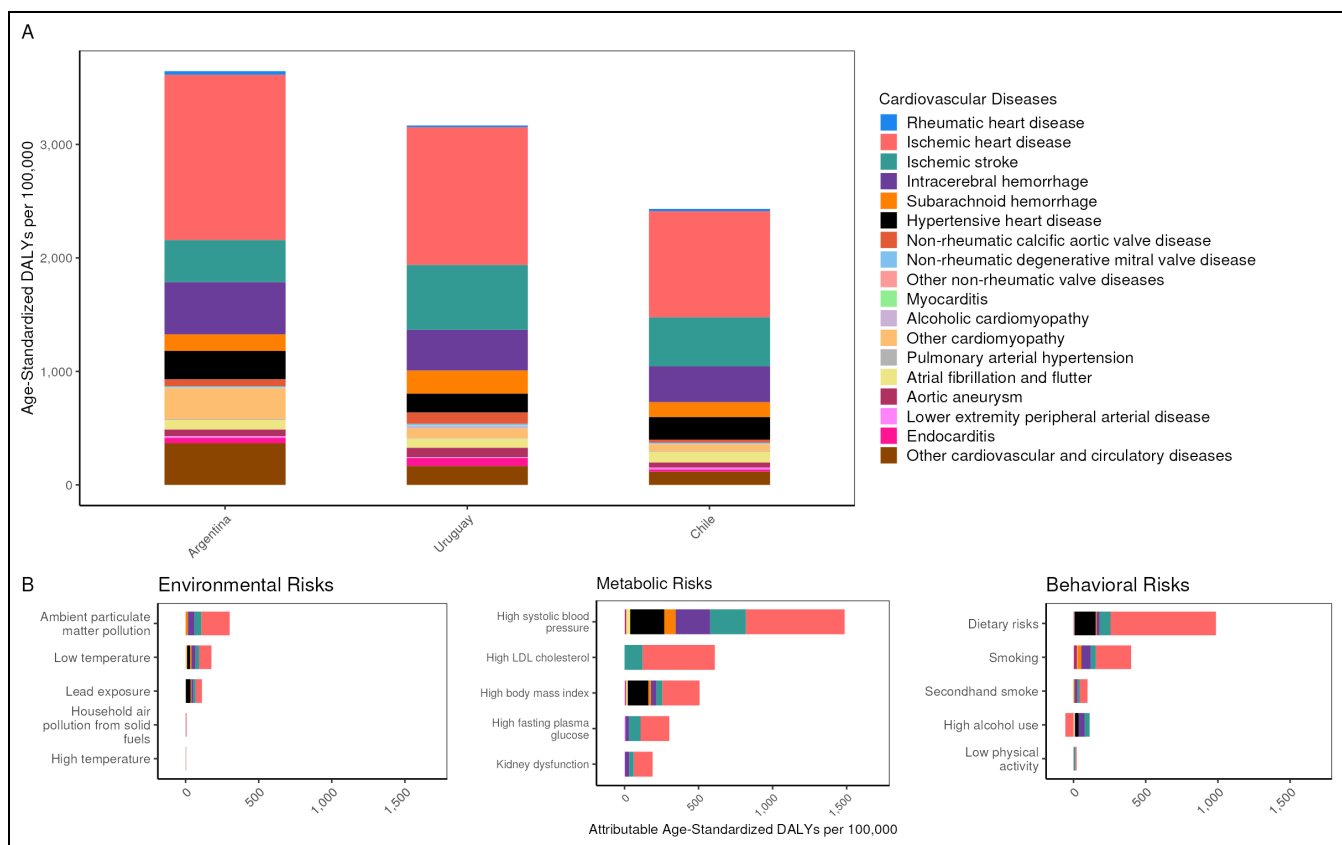 A
Age-Standardized DALYs per 100,000
3,000
2,000
1,000
0
Argentina
Uruguay
Chile
Cardiovascular Diseases
Rheumatic heart disease
Ischemic heart disease
Ischemic stroke
Intracerebral hemorrhage
Subarachnoid hemorrhage
Hypertensive heart disease
Non-rheumatic calcific aortic valve disease
Non-rheumatic degenerative mitral valve disease
Other non-rheumatic valve diseases
Myocarditis
Alcoholic cardiomyopathy
Other cardiomyopathy
Pulmonary arterial hypertension
Atrial fibrillation and flutter
Aortic aneurysm
Lower extremity peripheral arterial disease
Endocarditis
Other cardiovascular and circulatory diseases
B
Environmental Risks
Ambient particulate
matter pollution
Low temperature
Lead exposure
Household air
pollution from solid
fuels
High temperature
0
500
1,000
1,500
Metabolic Risks
High systolic blood
pressure
High LDL cholesterol
High body mass index
High fasting plasma
glucose
Kidney dysfunction
0
500
1,000
1,500
Attributable Age-Standardized DALYs per 100,000
Behavioral Risks
Dietary risks
Smoking
Secondhand smoke
High alcohol use
Low physical
activity
0
500
1,000
1,500